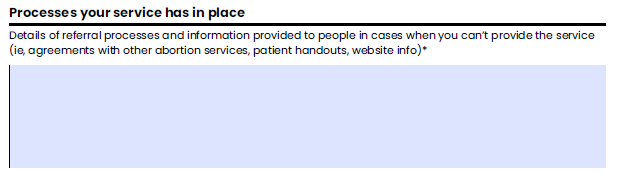 Processes your service has in place
Details of referral processes and information provided to people in cases when you can't provide the service
(ie, agreements with other abortion services, patient handouts, website info)*